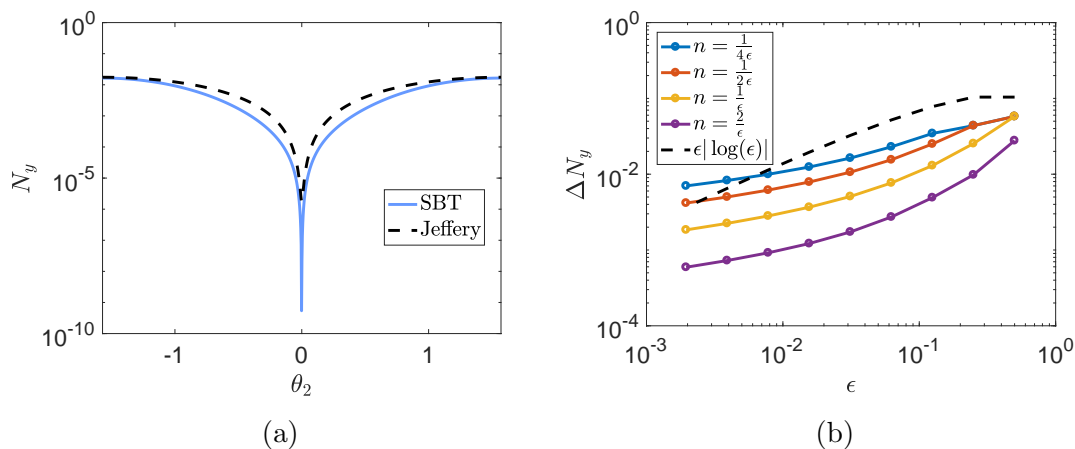 10^0
10^-5
10^-10
N_y
-1
0
1
θ_2
SBT
Jeffery
(a)
10^0
10^-2
10^-4
ΔN_y
n = 1/(4ϵ)
n = 1/(2ϵ)
n = 1/ϵ
n = 2/ϵ
ϵ| log(ϵ)|
10^-3
10^-2
10^-1
10^0
ϵ
(b)